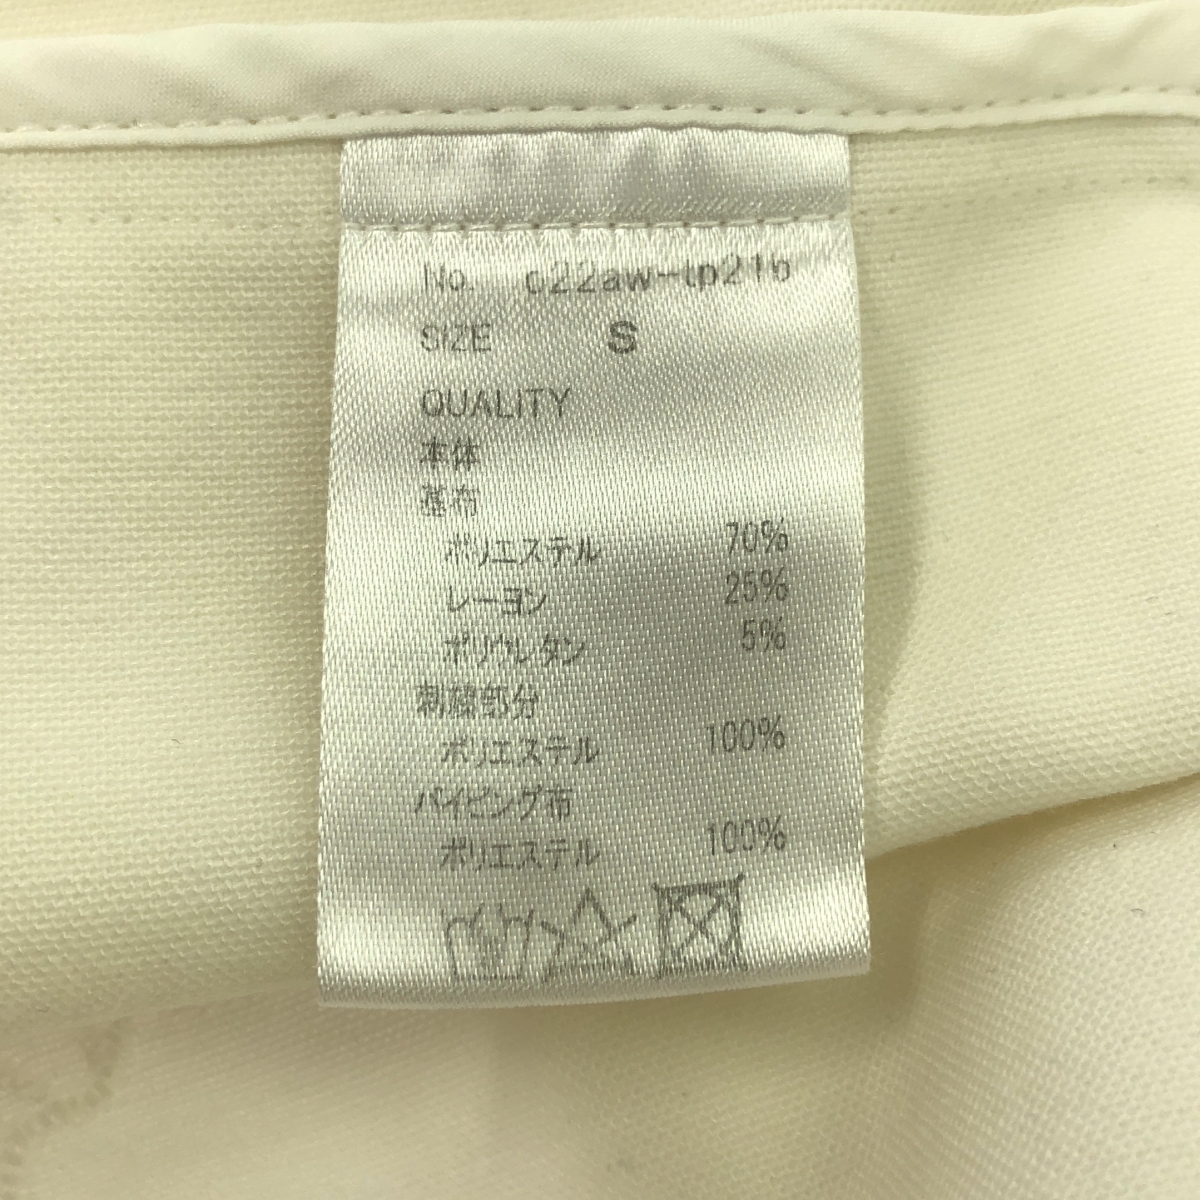 No. c22aw-tp216
SIZE S
QUALITY
本体
基布
ポリエステル 70%
レーヨン 25%
ポリウレタン 5%
刺繍部分
ポリエステル 100%
パイピング布
ポリエステル 100%